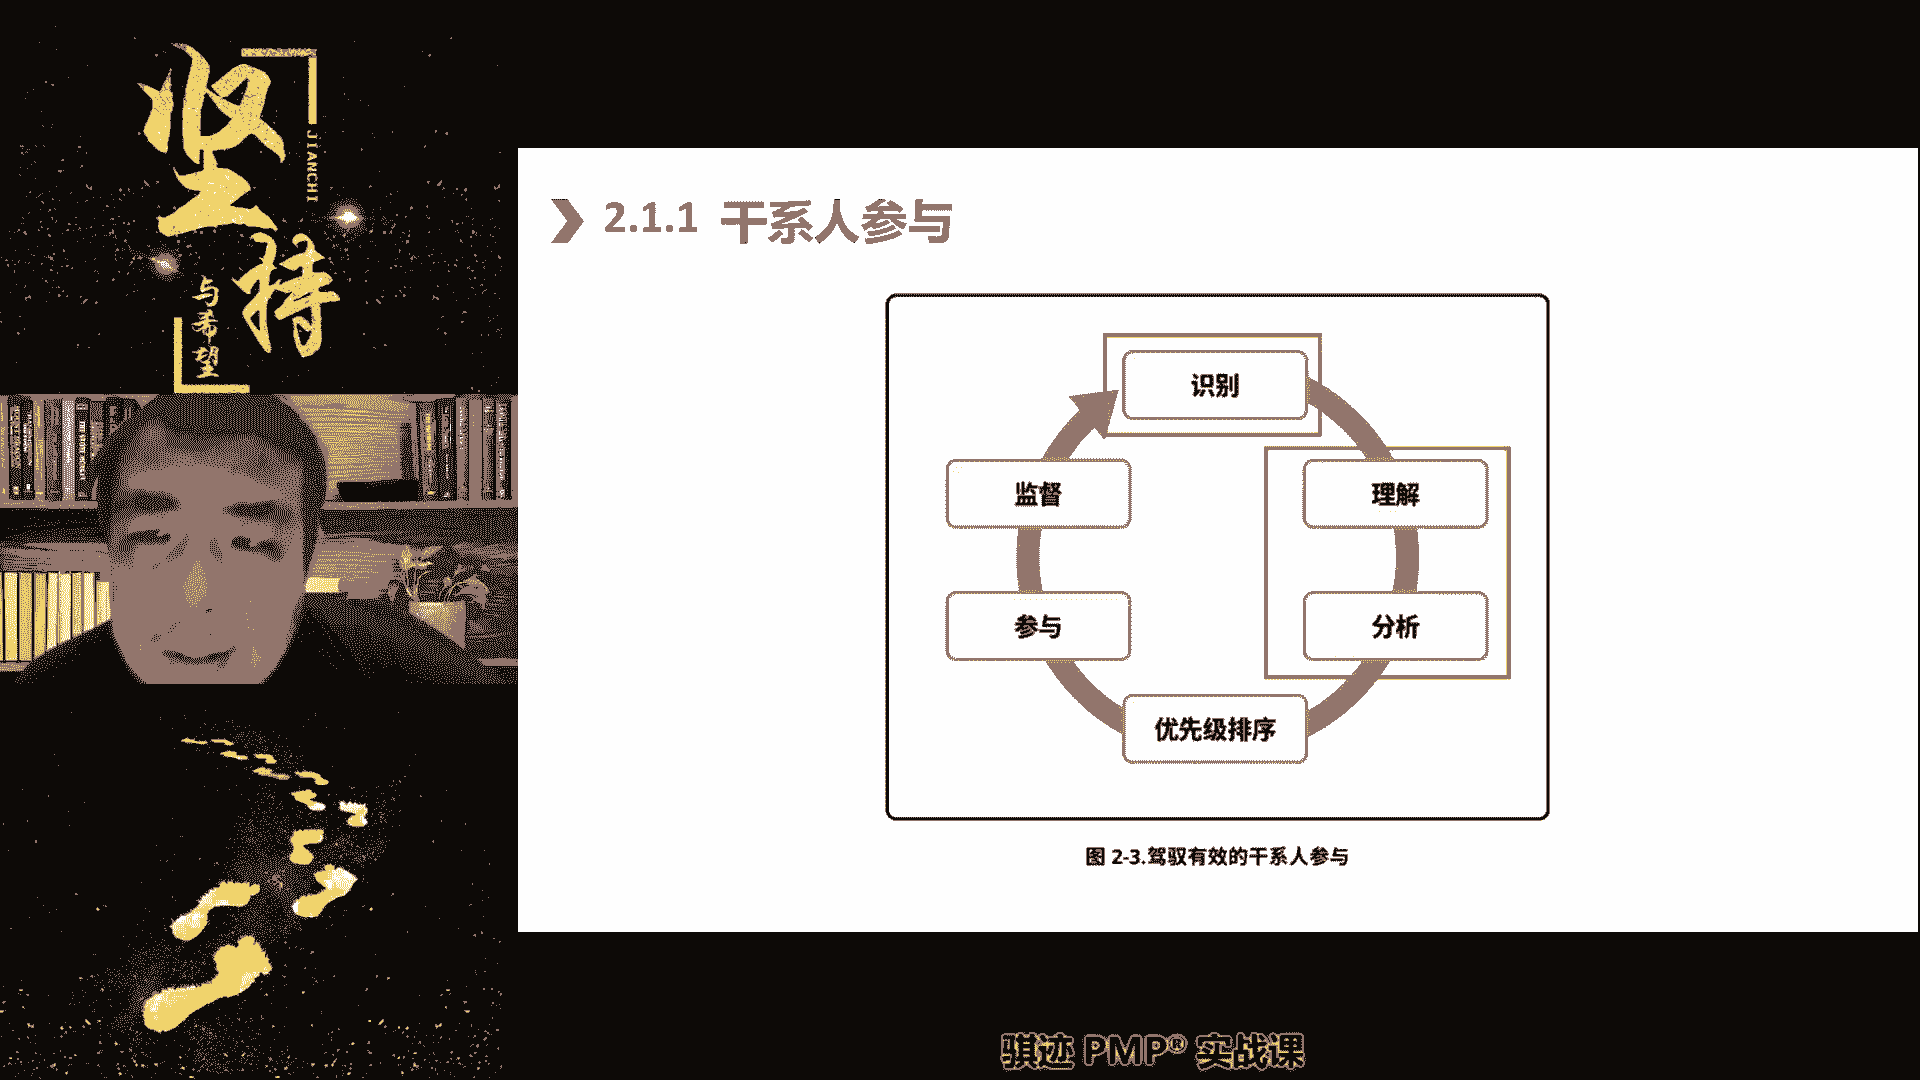 坚持
JIANCHI
与希望
2.1.1 干系人参与
识别
理解
分析
优先级排序
参与
监督
图 2-3.驾驭有效的干系人参与
骐迹 PMP® 实战课